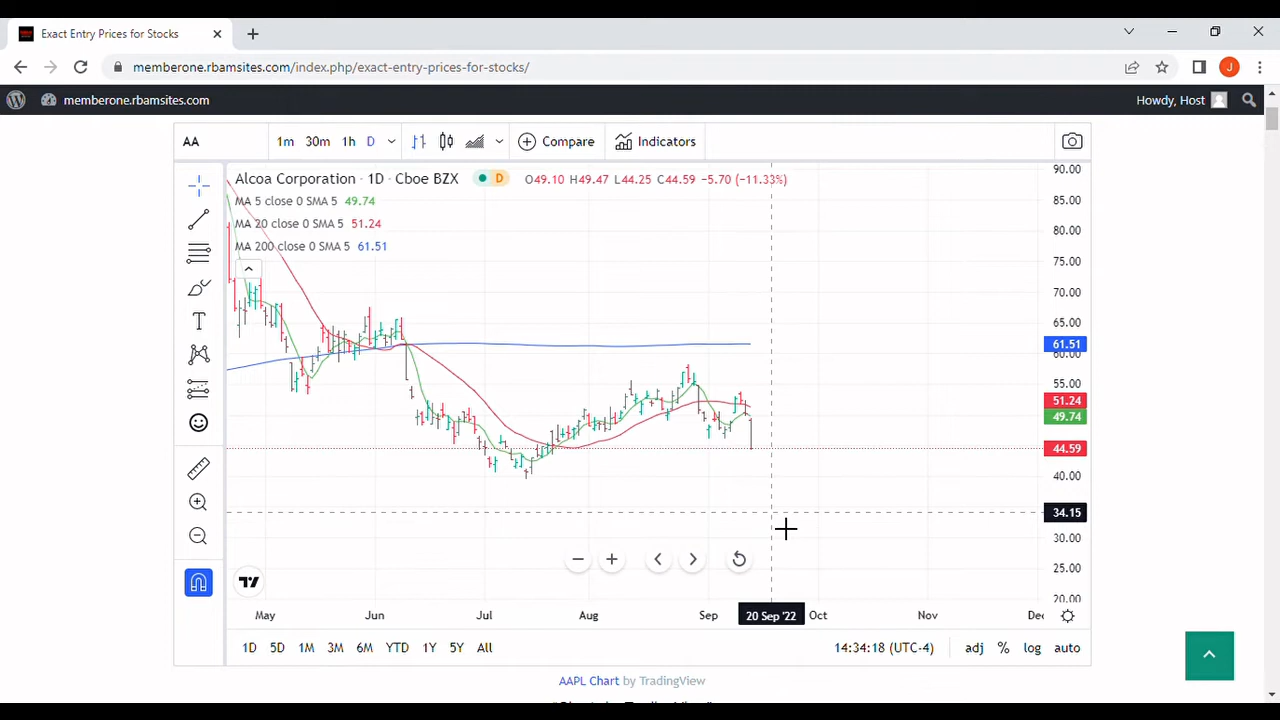 Exact Entry Prices for Stocks
memberone.rbamsites.com/index.php/exact-entry-prices-for-stocks/
J
memberone.rbamsites.com
Howdy, Host
AA
1m 30m 1h D
Compare
Indicators
Alcoa Corporation · 1D · Cboe BZX
D
O49.10 H49.47 L44.25 C44.59 −5.70 (−11.33%)
MA 5 close 0 SMA 5 49.74
MA 20 close 0 SMA 5 51.24
MA 200 close 0 SMA 5 61.51
90.00
85.00
80.00
75.00
70.00
65.00
61.51
60.00
55.00
51.24
49.74
44.59
40.00
34.15
30.00
25.00
20.00
May Jun Jul Aug Sep 20 Sep '22 Oct Nov Dec
1D 5D 1M 3M 6M YTD 1Y 5Y All
14:34:18 (UTC-4)
adj % log auto
AAPL Chart by TradingView